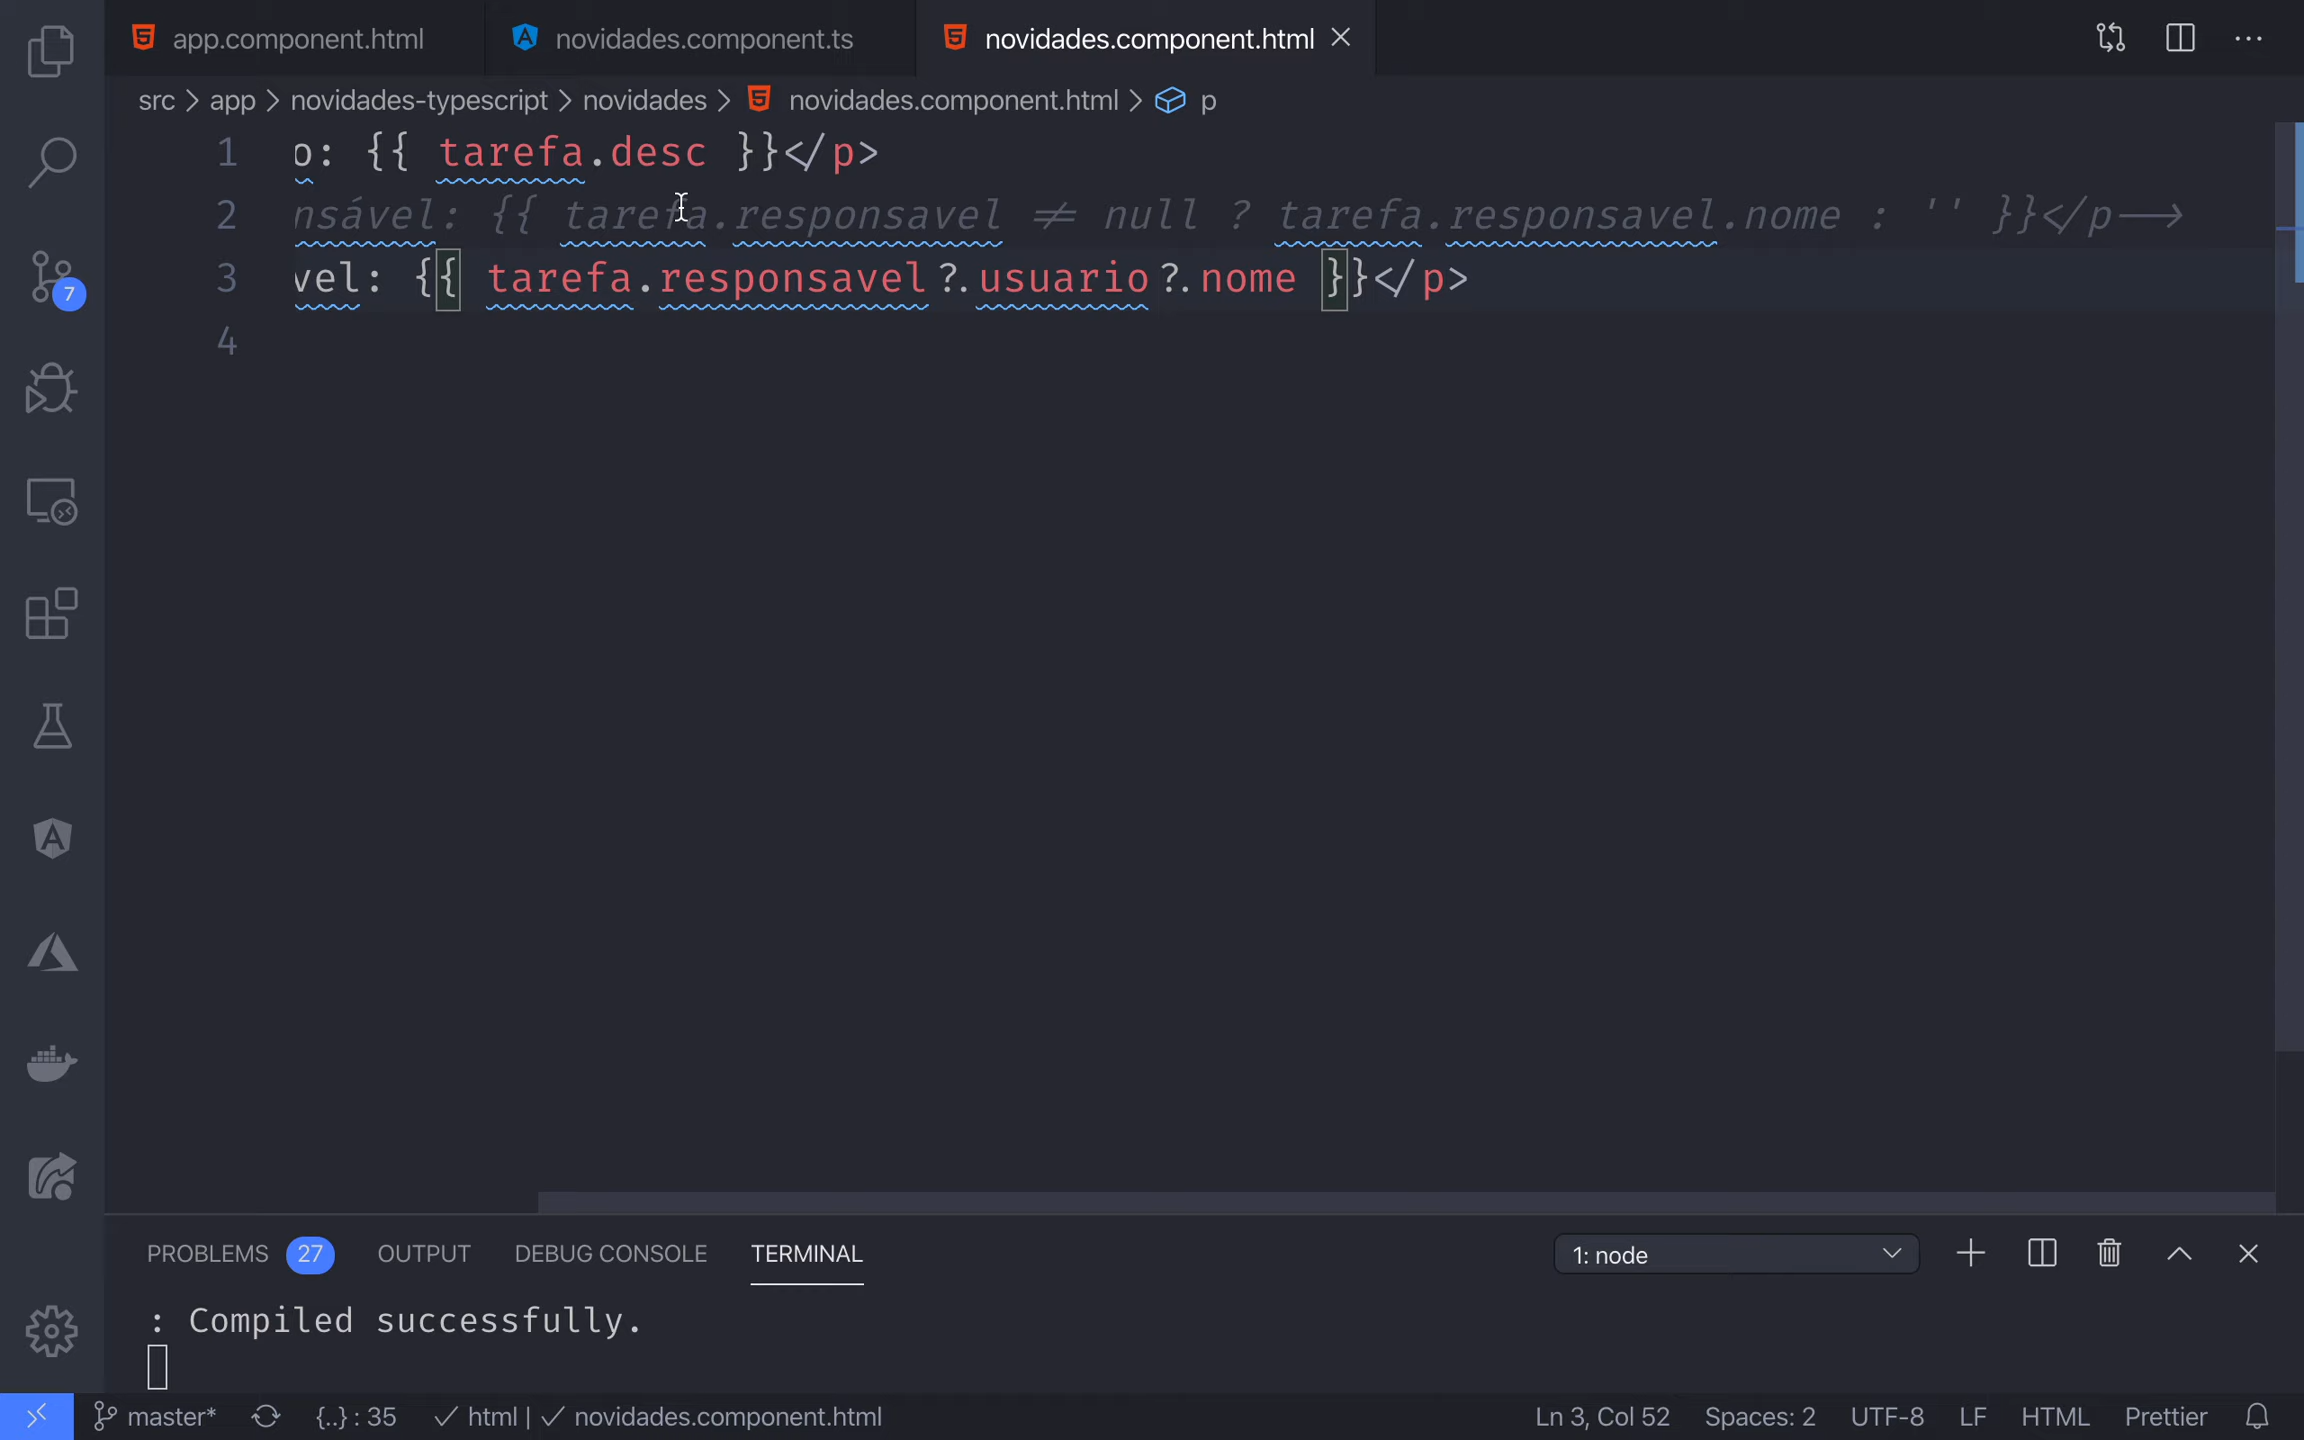 app.component.html
novidades.component.ts
novidades.component.html
src > app > novidades-typescript > novidades > novidades.component.html > p
1 o: {{ tarefa.desc }}</p>
2 nsável: {{ tarefa.responsavel != null ? tarefa.responsavel.nome : '' }}</p-->
3 vel: {{ tarefa.responsavel?.usuario?.nome }}</p>
4
7
PROBLEMS 27 OUTPUT DEBUG CONSOLE TERMINAL 1: node
: Compiled successfully.
master* {..} : 35 ✓ html | ✓ novidades.component.html Ln 3, Col 52 Spaces: 2 UTF-8 LF HTML Prettier